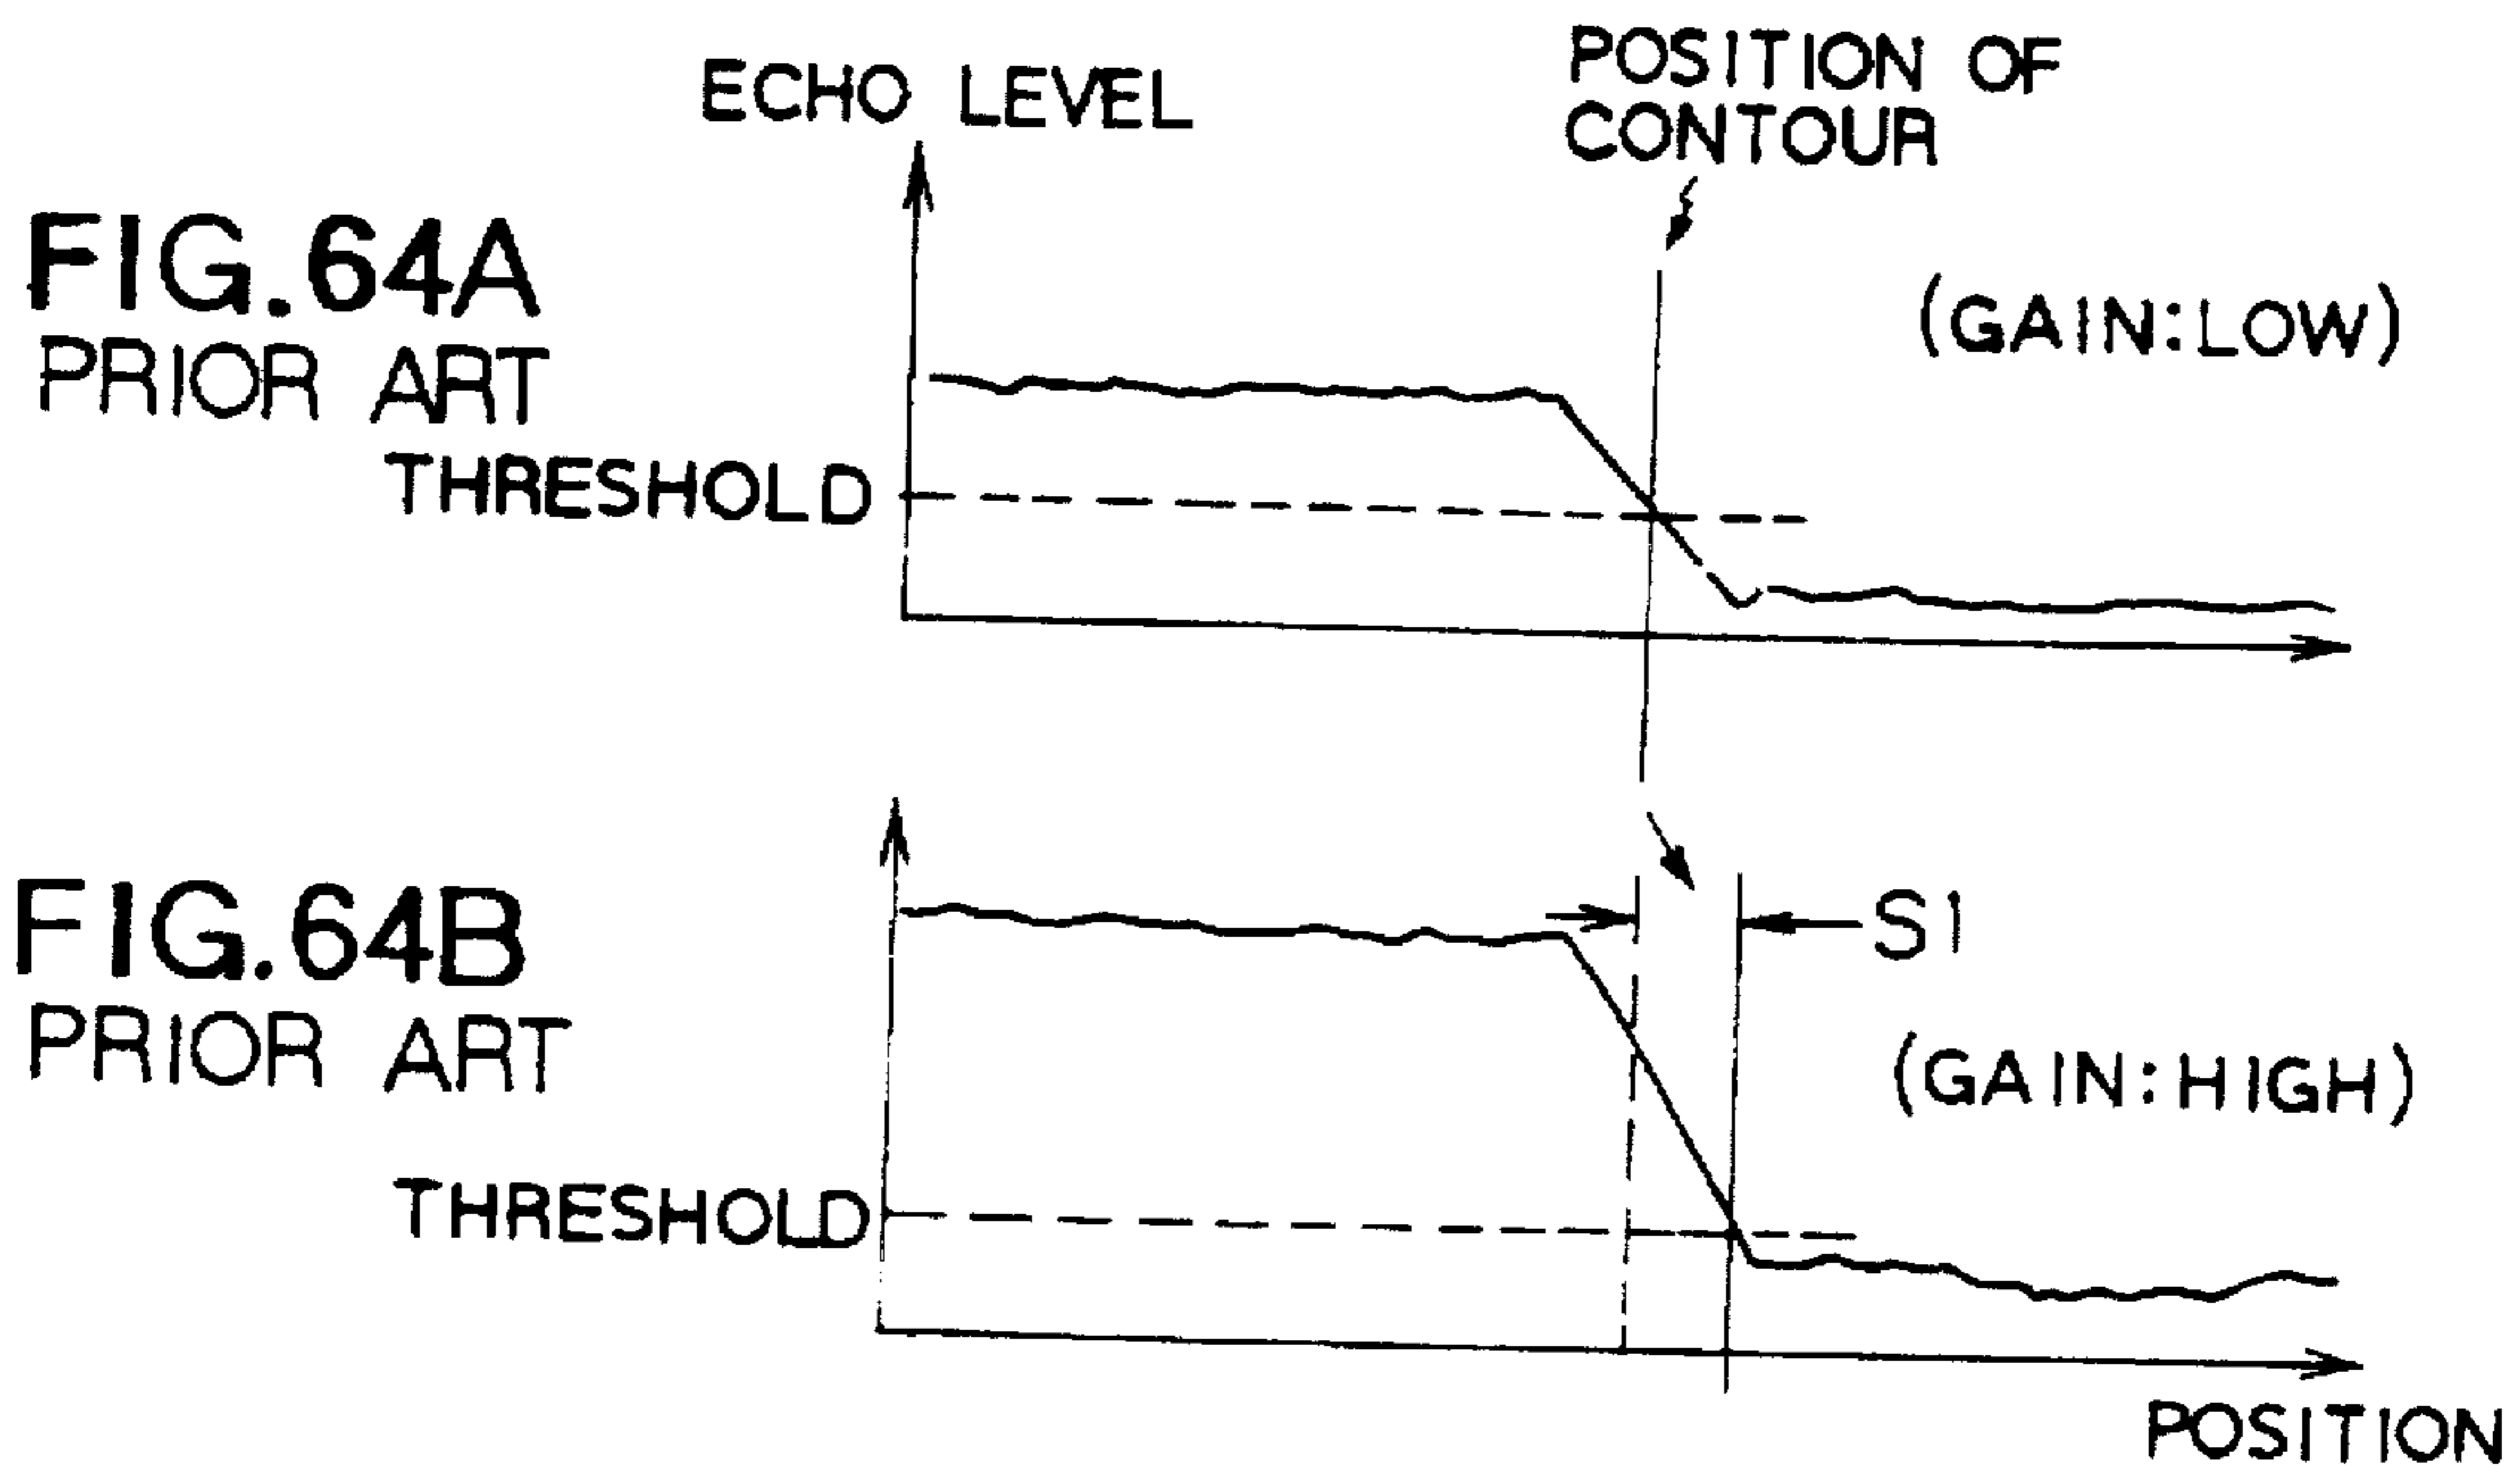 ECHO LEVEL
POSITION OF
CONTOUR
FIG.64A
PRIOR ART
(GAIN:LOW)
THRESHOLD
FIG.64B
PRIOR ART
S1
(GAIN:HIGH)
THRESHOLD
POSITION